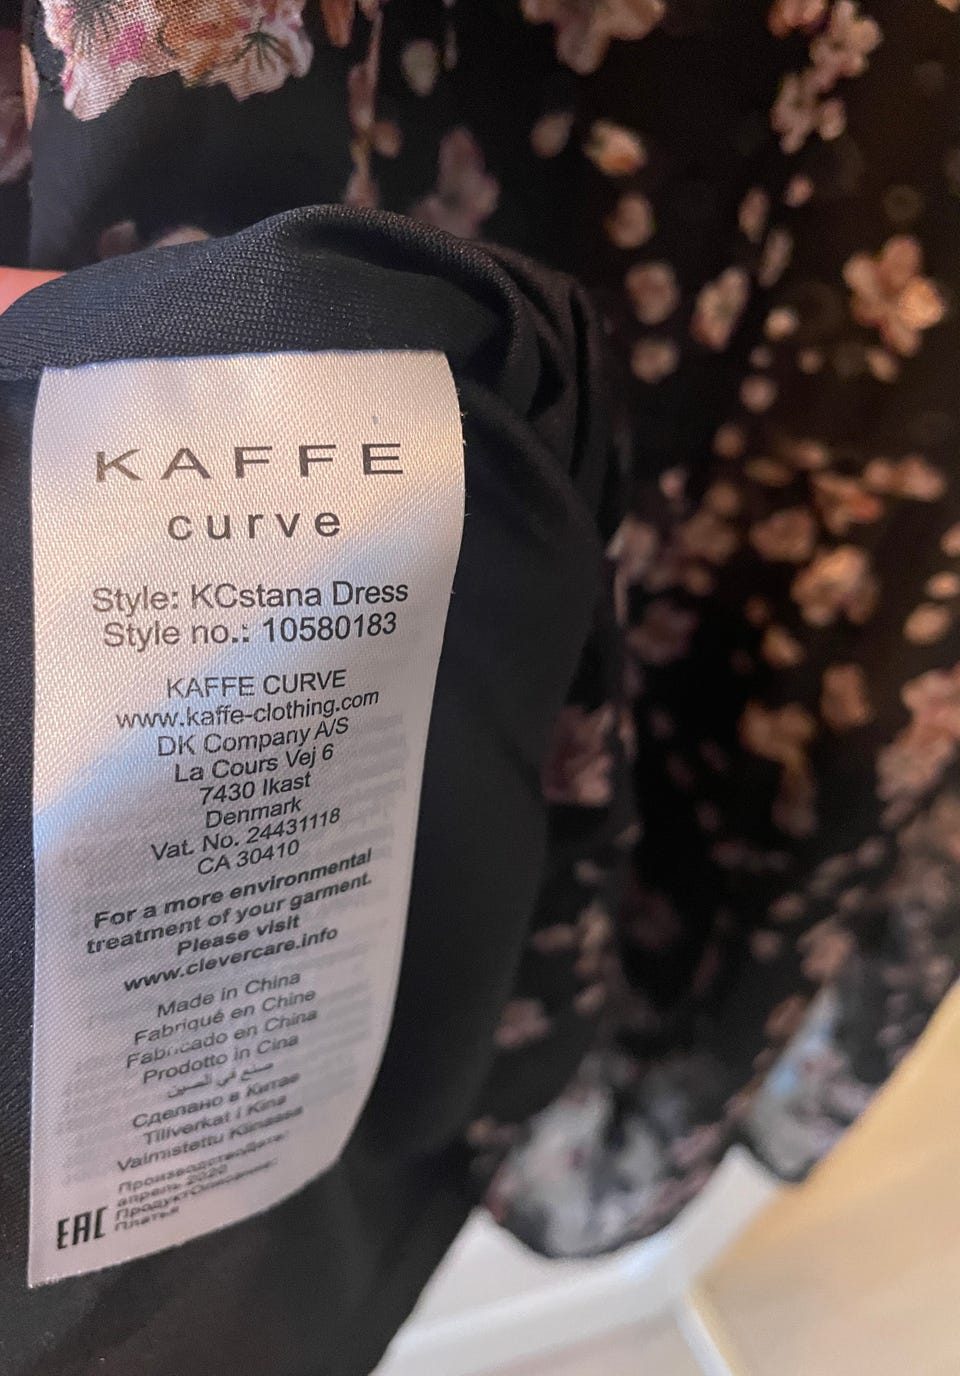 KAFFE
curve
Style: KCstana Dress
Style no.: 10580183
KAFFE CURVE
www.kaffe-clothing.com
DK Company A/S
La Cours Vej 6
7430 Ikast
Denmark
Vat. No. 24431118
CA 30410
For a more environmental
treatment of your garment.
Please visit
www.clevercare.info
Made in China
Fabriqué en Chine
Fabricado en China
Prodotto in Cina
صنع في الصين
Сделано в Китае
Tillverkat i Kina
Valmistettu Kiinassa
апрель 2020
Платья
EAC